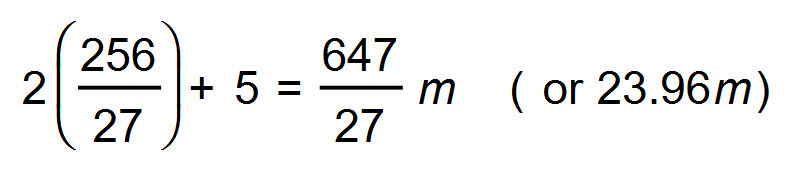 2(256/27) + 5 = 647/27 m ( or 23.96m)